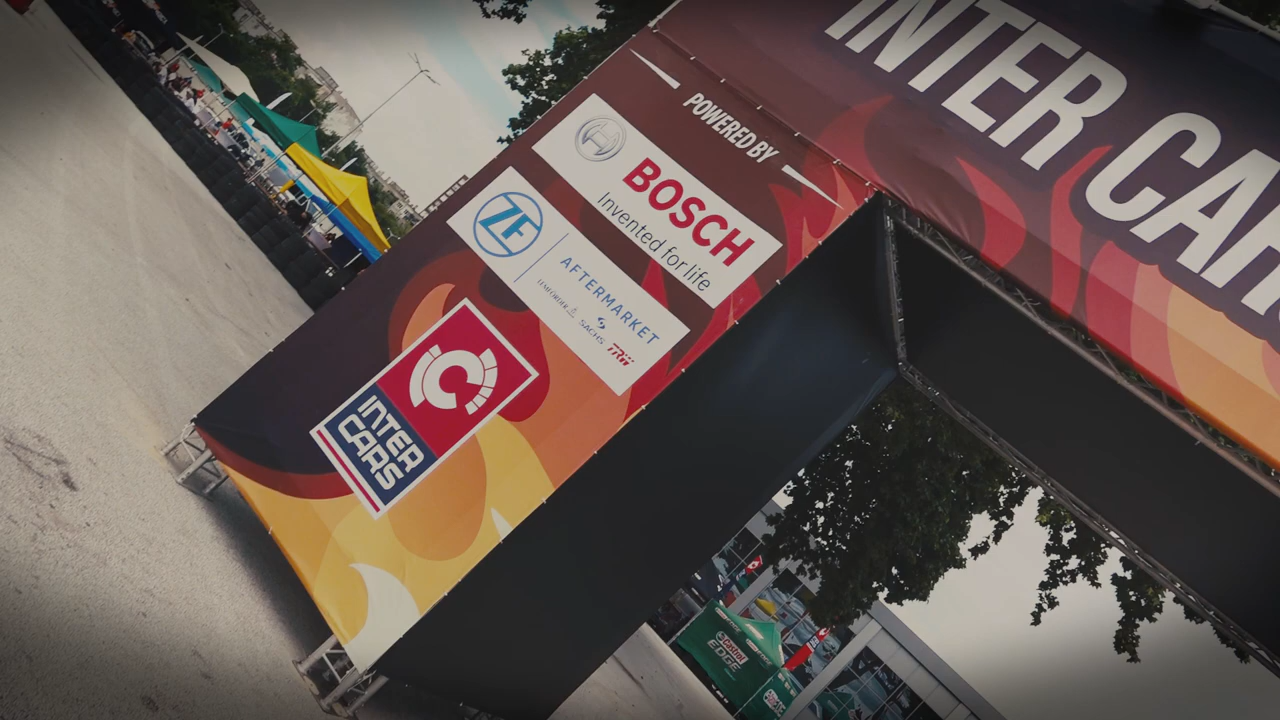 INTER CAR
POWERED BY
BOSCH
Invented for life
ZF
AFTERMARKET
LEMFÖRDER
SACHS
TRW
INTER
CARS
Castrol
EDGE